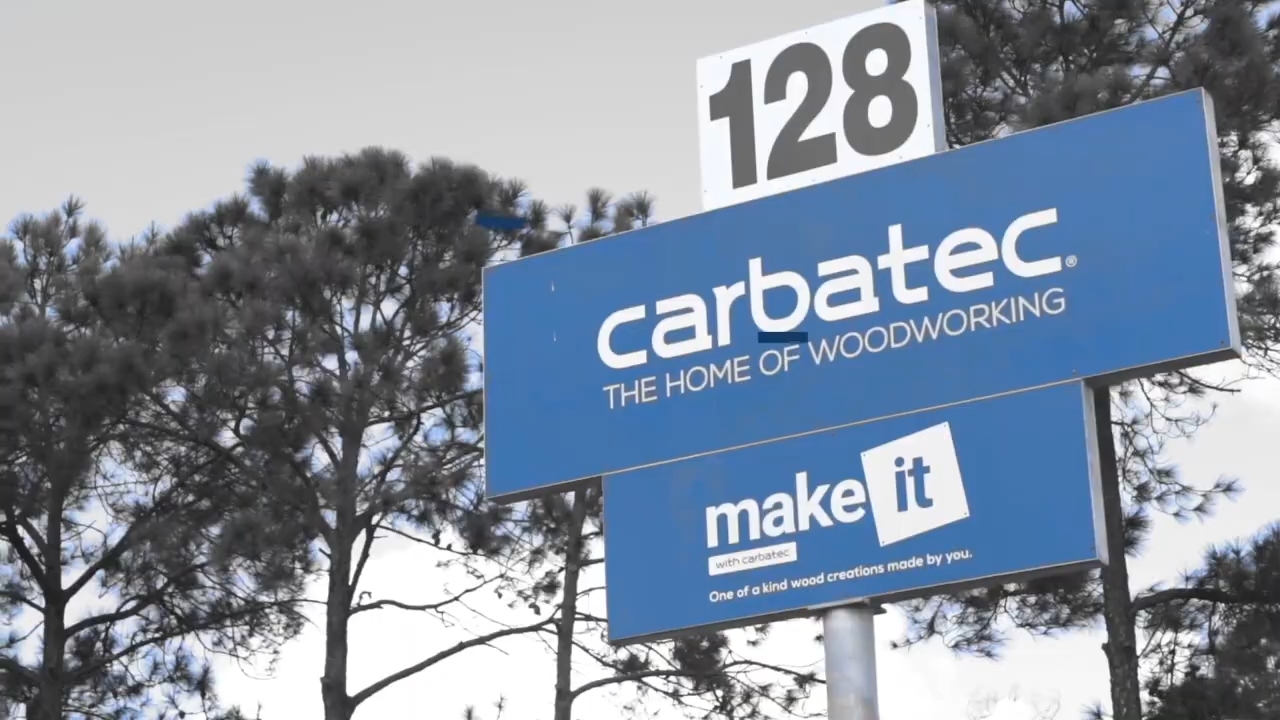 128
carbatec®
THE HOME OF WOODWORKING
make it
with carbatec
One of a kind wood creations made by you.